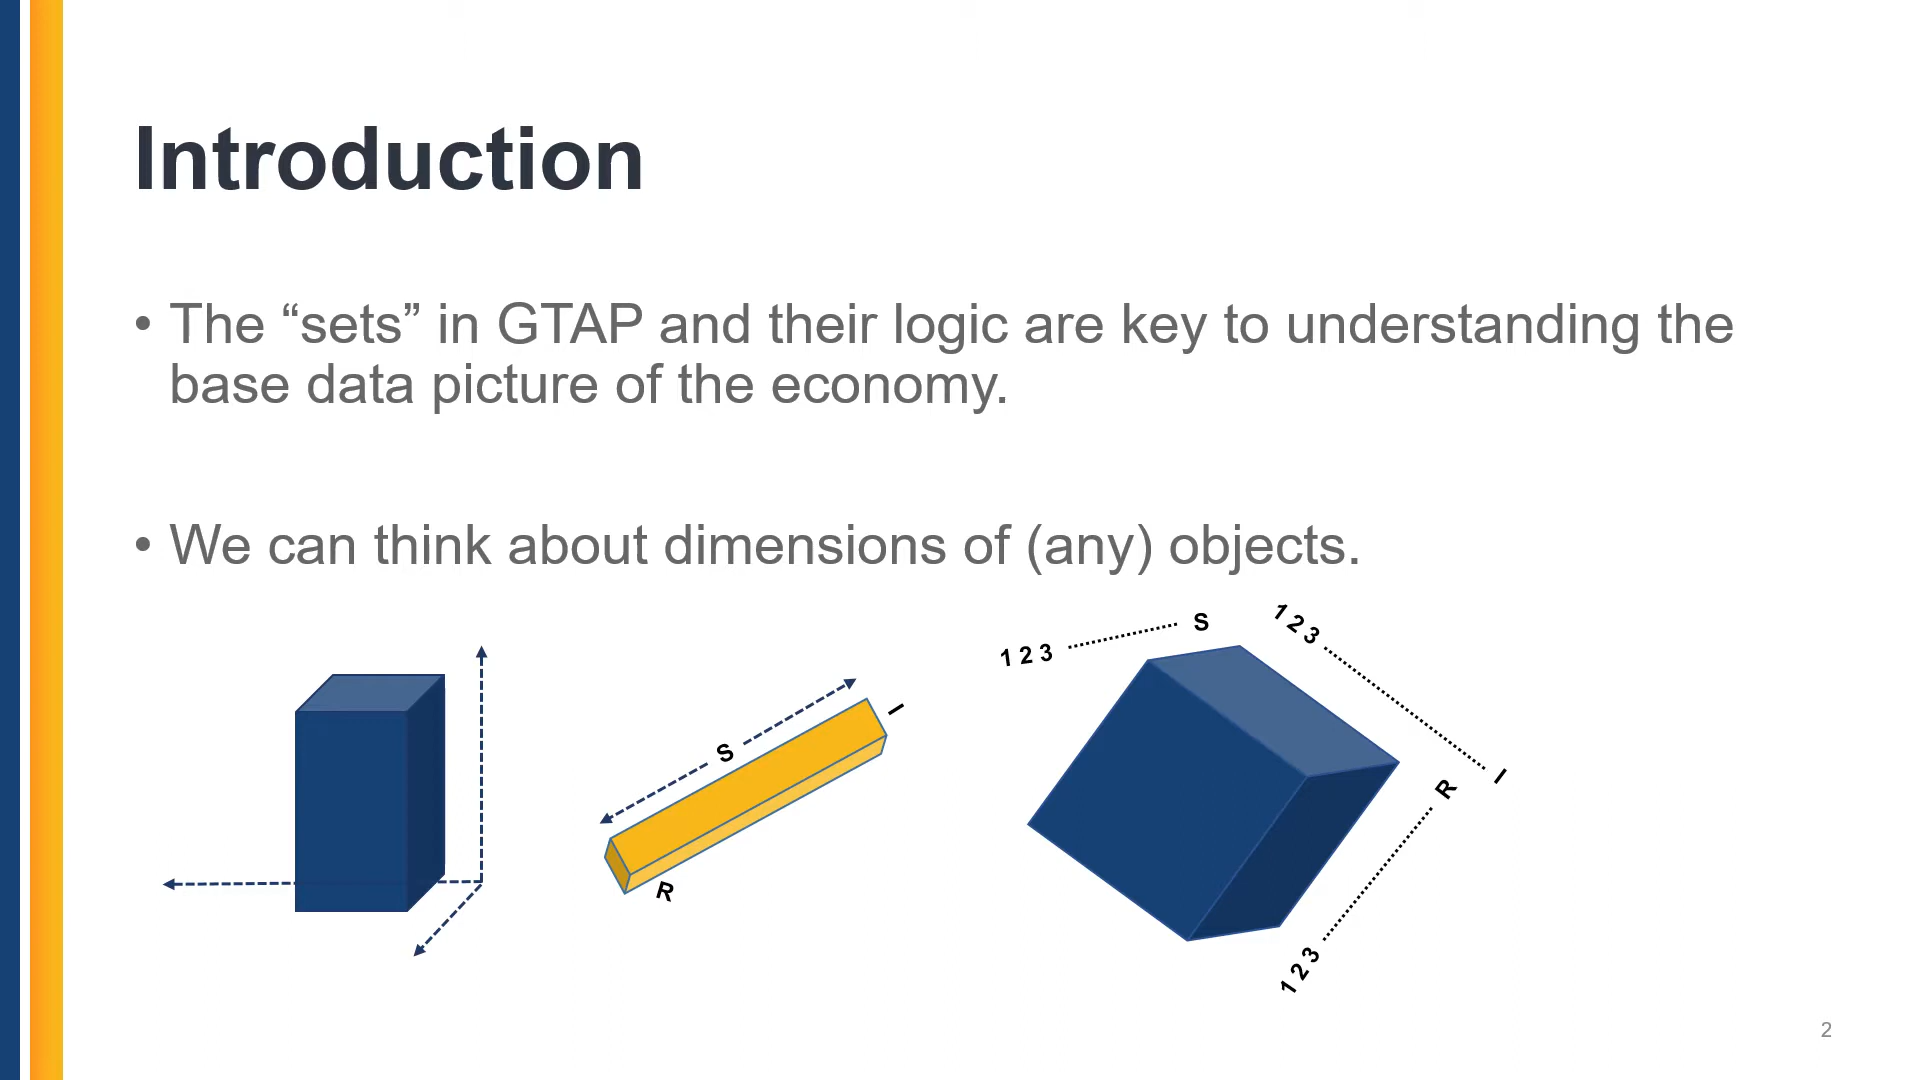 Introduction
• The “sets” in GTAP and their logic are key to understanding the
base data picture of the economy.
• We can think about dimensions of (any) objects.
S
I
R
1 2 3
S
1 2 3
I
R
1 2 3
2